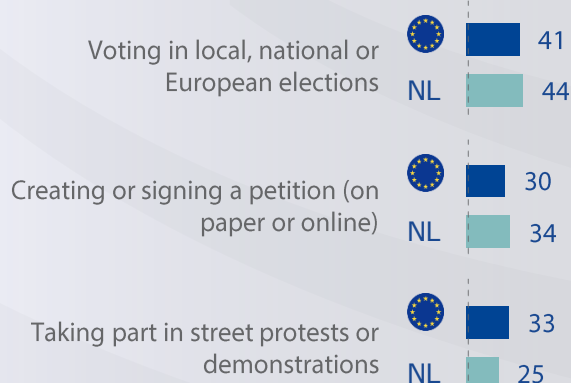 Voting in local, national or
European elections
41
NL
44
Creating or signing a petition (on
paper or online)
30
NL
34
Taking part in street protests or
demonstrations
33
NL
25